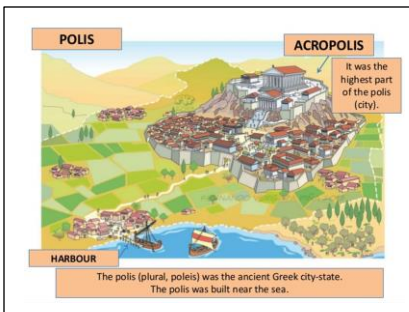 POLIS
ACROPOLIS
It was the
highest part
of the polis
(city).
HARBOUR
The polis (plural, poleis) was the ancient Greek city-state.
The polis was built near the sea.